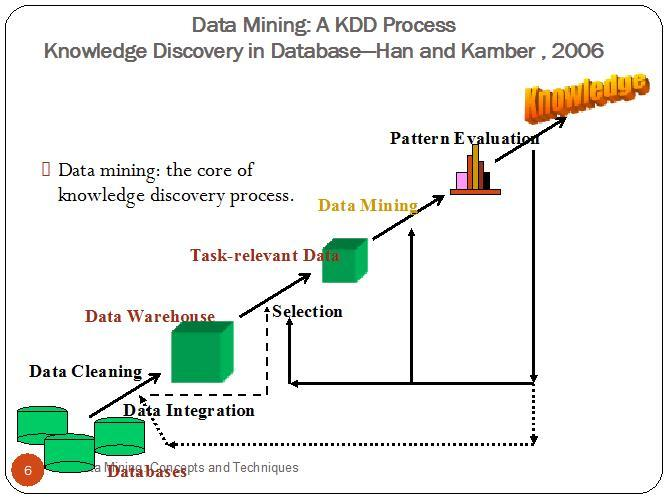 Data Mining: A KDD Process
Knowledge Discovery in Database—Han and Kamber , 2006
Knowledge
Pattern Evaluation
Data mining: the core of
knowledge discovery process.
Data Mining
Task-relevant Data
Data Warehouse
Selection
Data Cleaning
Data Integration
6
Mining: Concepts and Techniques
Databases